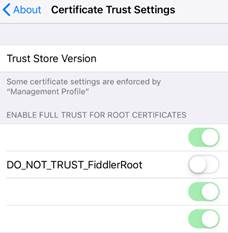 About
Certificate Trust Settings
Trust Store Version
Some certificate settings are enforced by
“Management Profile”
ENABLE FULL TRUST FOR ROOT CERTIFICATES
DO_NOT_TRUST_FiddlerRoot